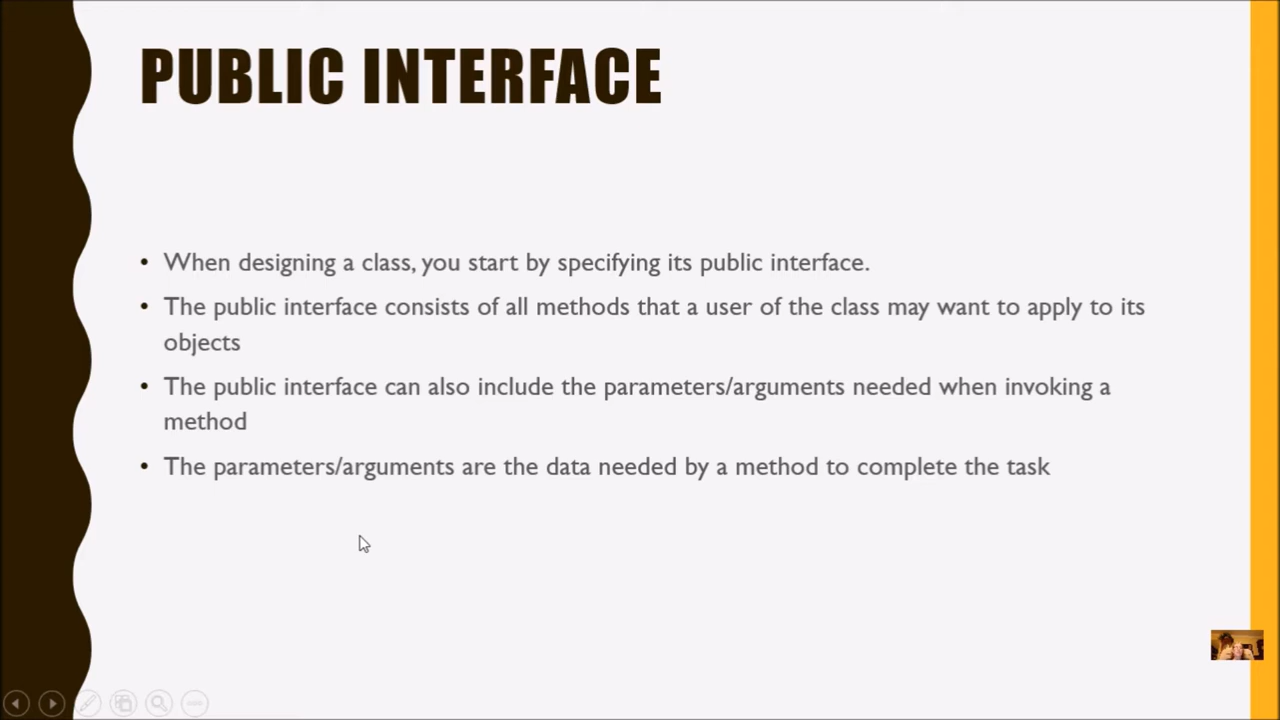 PUBLIC INTERFACE
• When designing a class, you start by specifying its public interface.
• The public interface consists of all methods that a user of the class may want to apply to its
objects
• The public interface can also include the parameters/arguments needed when invoking a
method
• The parameters/arguments are the data needed by a method to complete the task